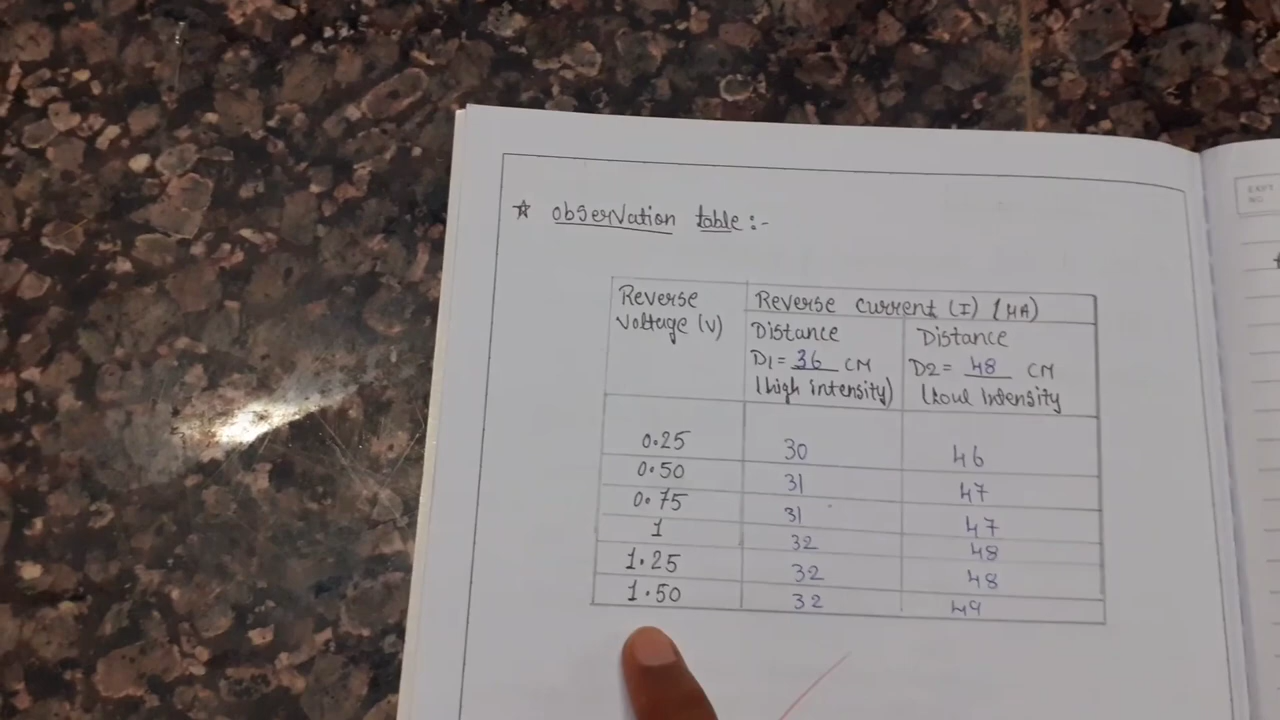 ☆ observation table :-
Reverse Voltage (V)
Reverse current (I) (µA)
Distance D1 = 36 CM (high intensity)
Distance D2 = 48 CM (low Intensity
0.25 30 46
0.50 31 47
0.75 31 47
1 32 48
1.25 32 48
1.50 32 49
EXPT
NO.